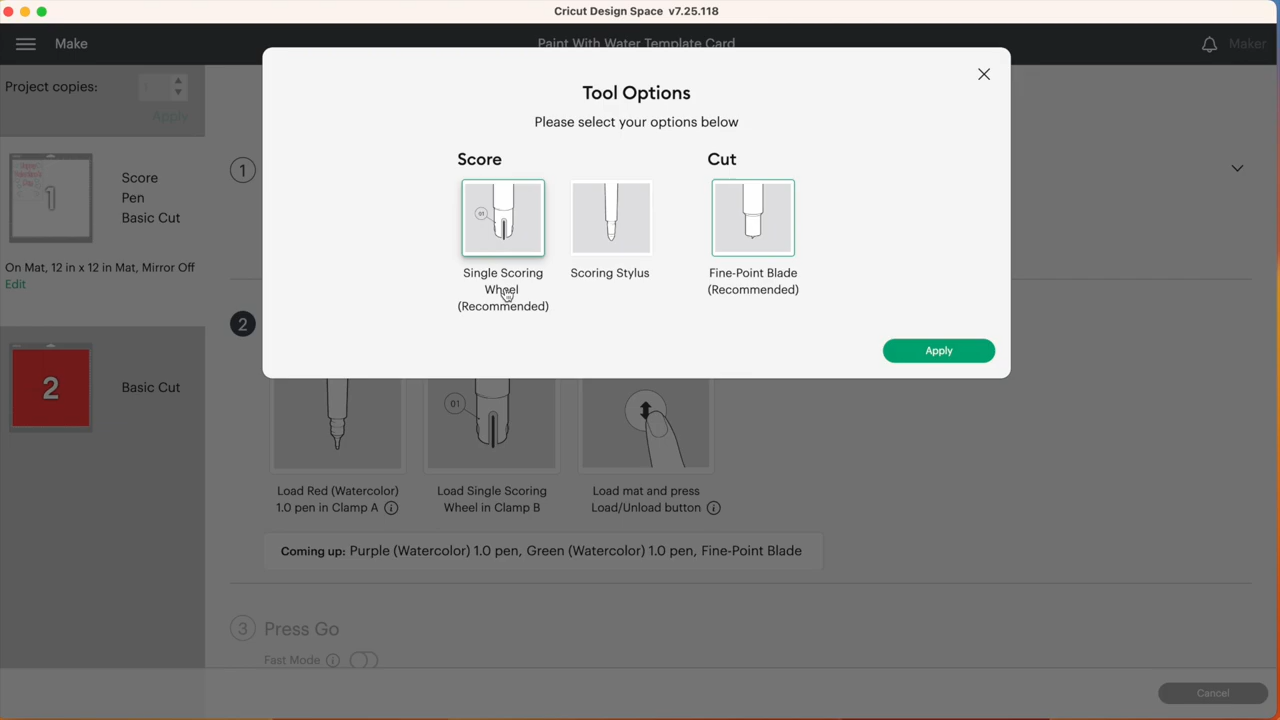 Cricut Design Space v7.25.118
Make
Paint With Water Template Card
Maker
Project copies:
Apply
1
Score
Pen
Basic Cut
On Mat, 12 in x 12 in Mat, Mirror Off
Edit
2
Basic Cut
Tool Options
Please select your options below
Score
Cut
01
Single Scoring
Wheel
(Recommended)
Scoring Stylus
Fine-Point Blade
(Recommended)
Apply
1
2
01
Load Red (Watercolor)
1.0 pen in Clamp A
Load Single Scoring
Wheel in Clamp B
Load mat and press
Load/Unload button
Coming up: Purple (Watercolor) 1.0 pen, Green (Watercolor) 1.0 pen, Fine-Point Blade
3 Press Go
Fast Mode
Cancel